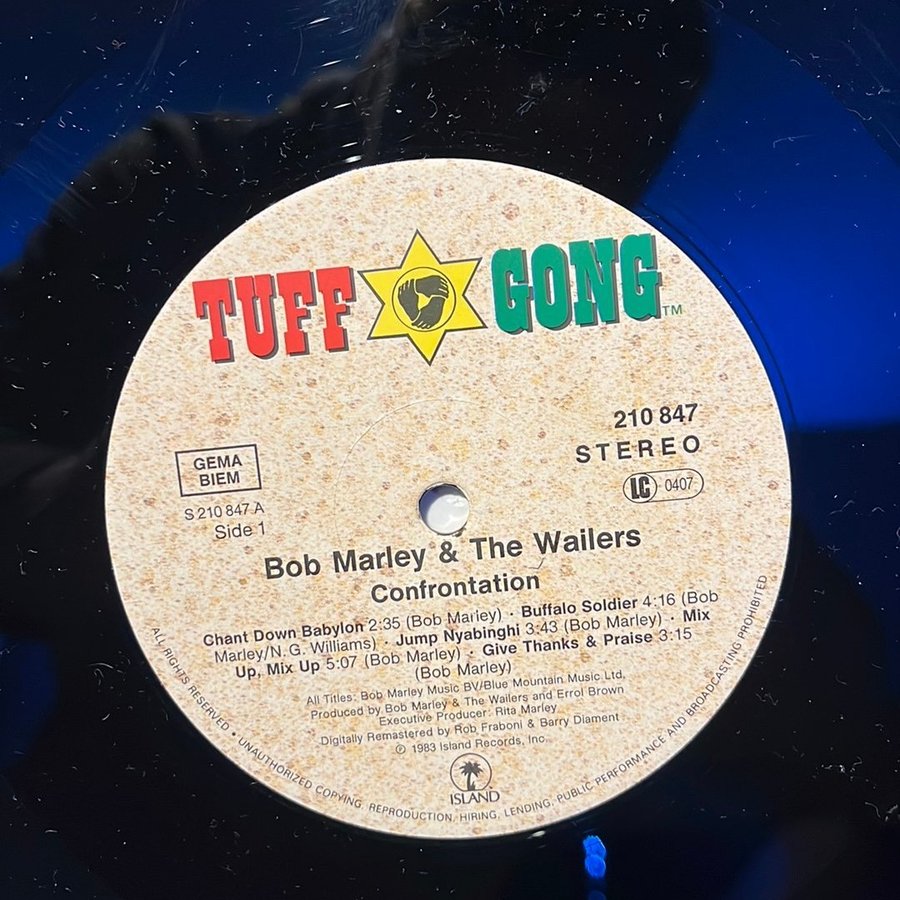 TUFF GONG™
210 847
STEREO
LC 0407
GEMA
BIEM
S 210 847 A
Side 1
Bob Marley & The Wailers
Confrontation
Chant Down Babylon 2:35 (Bob Marley) · Buffalo Soldier 4:16 (Bob
Marley/N. G. Williams) · Jump Nyabinghi 3:43 (Bob Marley) · Mix
Up, Mix Up 5:07 (Bob Marley) · Give Thanks & Praise 3:15
(Bob Marley)
All Titles: Bob Marley Music BV/Blue Mountain Music Ltd.
Produced by Bob Marley & The Wailers and Errol Brown
Executive Producer: Rita Marley
Digitally Remastered by Rob Fraboni & Barry Diament
℗ 1983 Island Records, Inc.
ISLAND
ALL RIGHTS RESERVED • UNAUTHORIZED COPYING, REPRODUCTION, HIRING, LENDING, PUBLIC PERFORMANCE AND BROADCASTING PROHIBITED